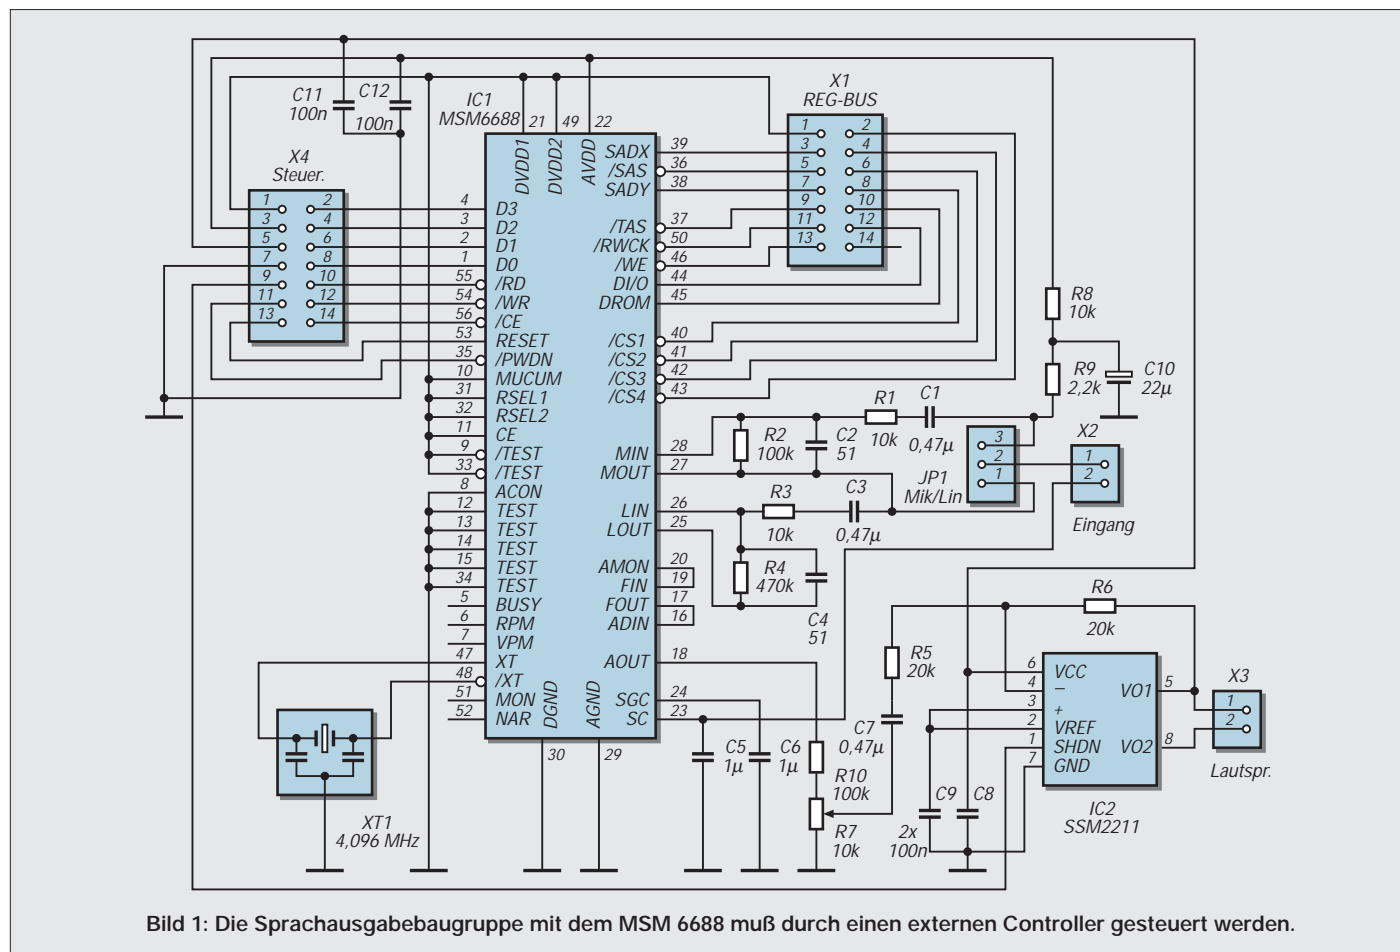 C11
100n
C12
100n
IC1
MSM6688
21
49
22
DVDD1
DVDD2
AVDD
X4
Steuer.
1
2
3
4
5
6
7
8
9
10
11
12
13
14
4
D3
3
D2
2
D1
1
D0
55
/RD
54
/WR
56
/CE
53
RESET
35
/PWDN
10
MUCUM
31
RSEL1
32
RSEL2
11
CE
9
/TEST
33
/TEST
8
ACON
12
TEST
13
TEST
14
TEST
15
TEST
34
TEST
5
BUSY
6
RPM
7
VPM
47
XT
48
/XT
51
MON
52
NAR
DGND
AGND
30
29
SADX
39
/SAS
36
SADY
38
/TAS
37
/RWCK
50
/WE
46
DI/O
44
DROM
45
/CS1
40
/CS2
41
/CS3
42
/CS4
43
MIN
28
MOUT
27
LIN
26
LOUT
25
AMON
20
FIN
19
FOUT
17
ADIN
16
AOUT
18
SGC
24
SC
23
X1
REG-BUS
1
2
3
4
5
6
7
8
9
10
11
12
13
14
R8
10k
R9
2,2k
C10
22µ
R1
10k
C1
0,47µ
R2
100k
C2
51
R3
10k
C3
0,47µ
R4
470k
C4
51
3
2
1
JP1
Mik/Lin
X2
1
2
Eingang
R6
20k
R5
20k
C7
0,47µ
C5
1µ
C6
1µ
R10
100k
R7
10k
C9
C8
2x
100n
6
VCC
4
–
3
+
2
VREF
1
SHDN
7
GND
VO1
5
VO2
8
IC2
SSM2211
X3
1
2
Lautspr.
XT1
4,096 MHz
Bild 1: Die Sprachausgabebaugruppe mit dem MSM 6688 muß durch einen externen Controller gesteuert werden.